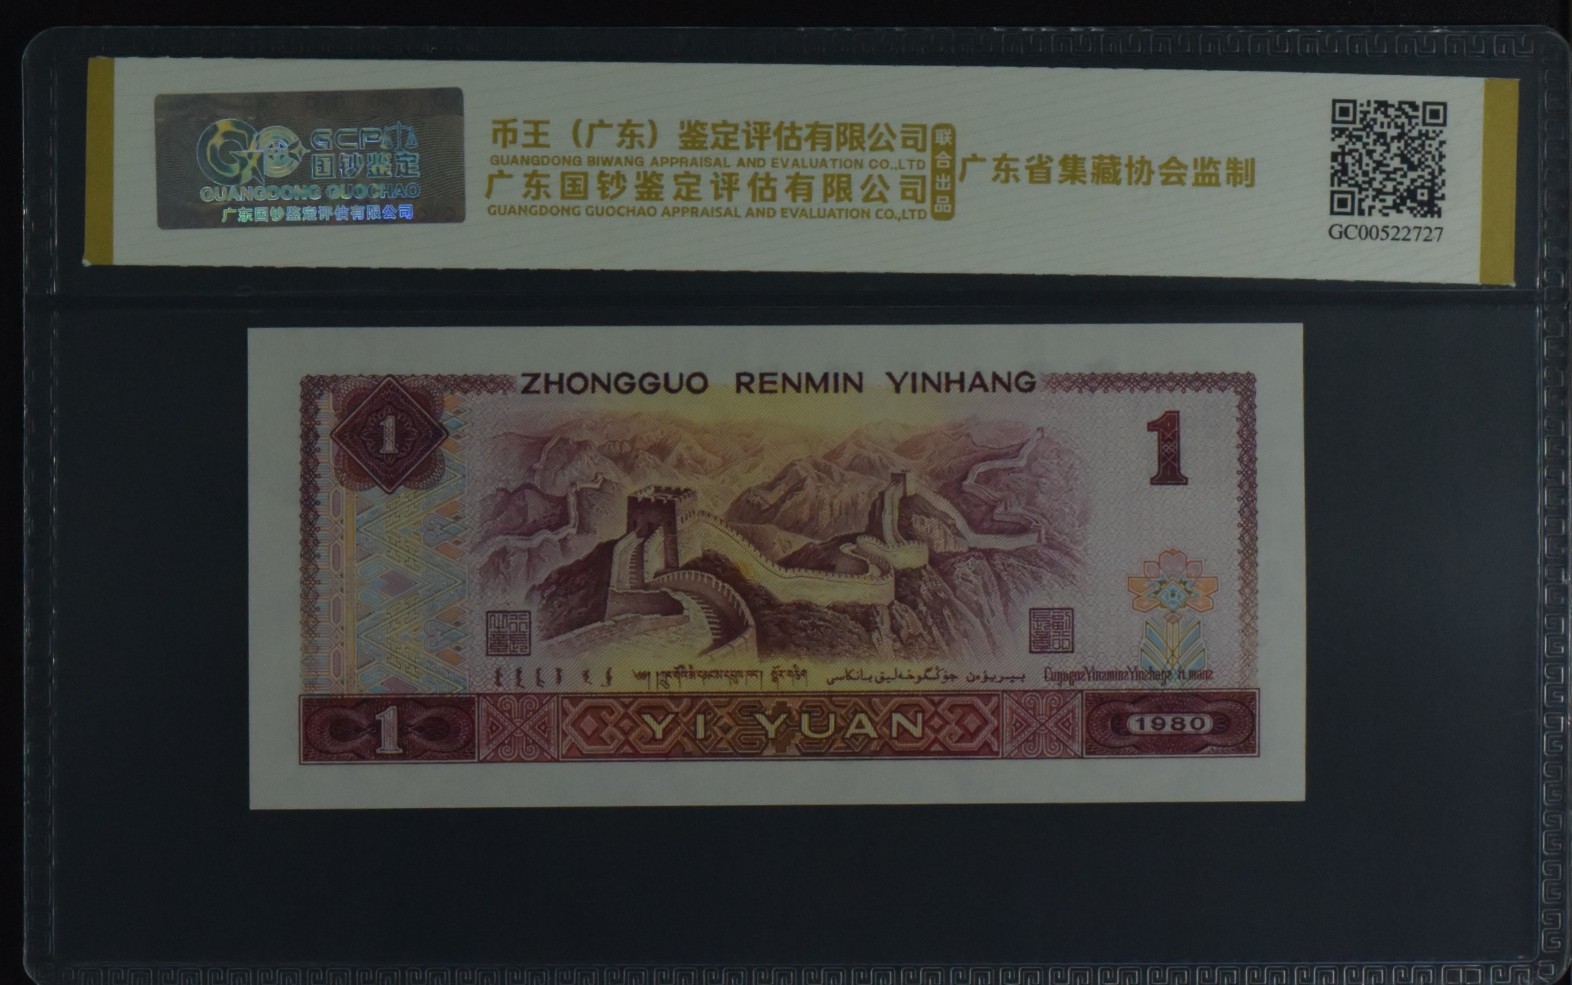 GCP
国钞鉴定
GUANGDONG GUOCHAO
广东国钞鉴定评估有限公司
币王（广东）鉴定评估有限公司
GUANGDONG BIWANG APPRAISAL AND EVALUATION CO.,LTD
广东国钞鉴定评估有限公司
GUANGDONG GUOCHAO APPRAISAL AND EVALUATION CO.,LTD
联合出品
广东省集藏协会监制
GC00522727
ZHONGGUO RENMIN YINHANG
1
1
1
YI YUAN
1980